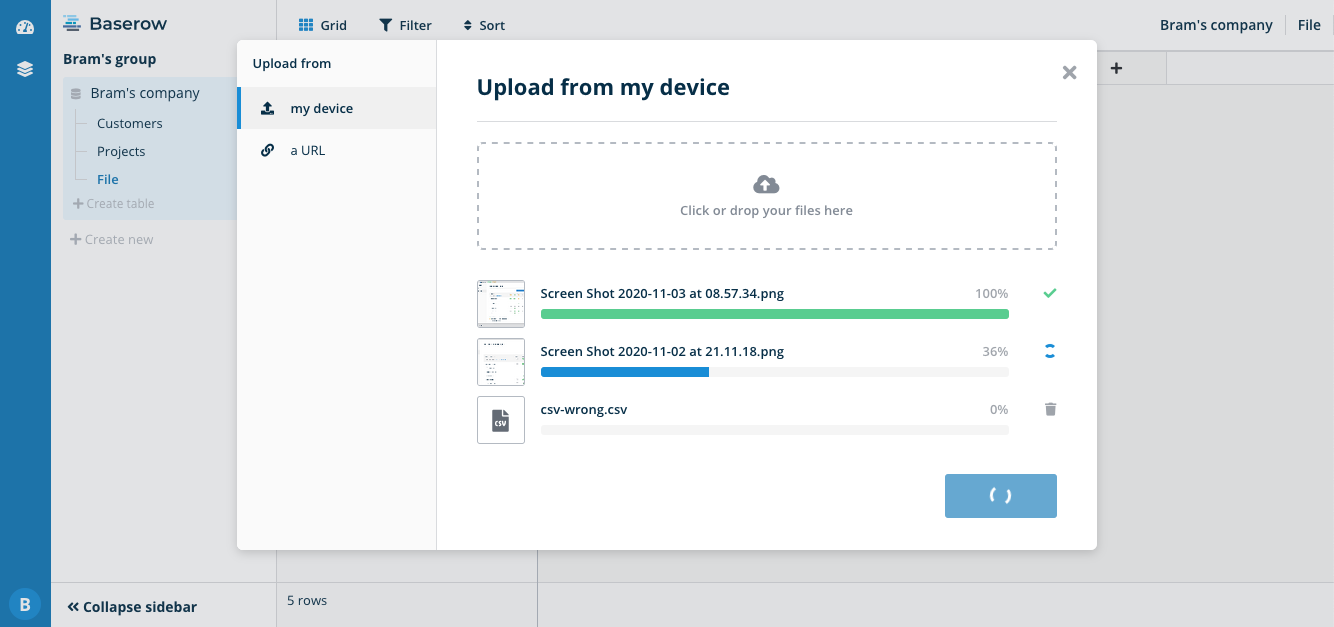 Baserow
Grid
Filter
Sort
Bram's company
File
Bram's group
Bram's company
Customers
Projects
File
Create table
Create new
Upload from
my device
a URL
Upload from my device
Click or drop your files here
Screen Shot 2020-11-03 at 08.57.34.png
100%
Screen Shot 2020-11-02 at 21.11.18.png
36%
CSV
csv-wrong.csv
0%
B
Collapse sidebar
5 rows